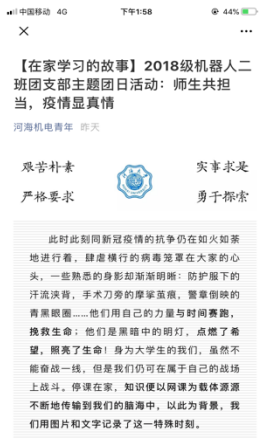 中国移动 4G 下午1:58 44%
【在家学习的故事】2018级机器人二
班团支部主题团日活动：师生共担
当，疫情显真情
河海机电青年 昨天
艰苦朴素 实事求是
严格要求 勇于探索
此时此刻同新冠疫情的抗争仍在如火如荼
地进行着，肆虐横行的病毒笼罩在大家的心
头，一些熟悉的身影却渐渐明晰：防护服下的
汗流浃背，手术刀旁的摩挲茧痕，警章倒映的
青黑眼圈……他们用自己的力量与时间赛跑，
挽救生命；他们是黑暗中的明灯，点燃了希
望，照亮了生命！身为大学生的我们，虽然不
能奋战一线，但是我们仍可在属于自己的战场
上战斗。停课在家，知识便以网课为载体源源
不断地传输到我们的脑海中，以此为背景，我
们用图片和文字记录了这一特殊时刻。